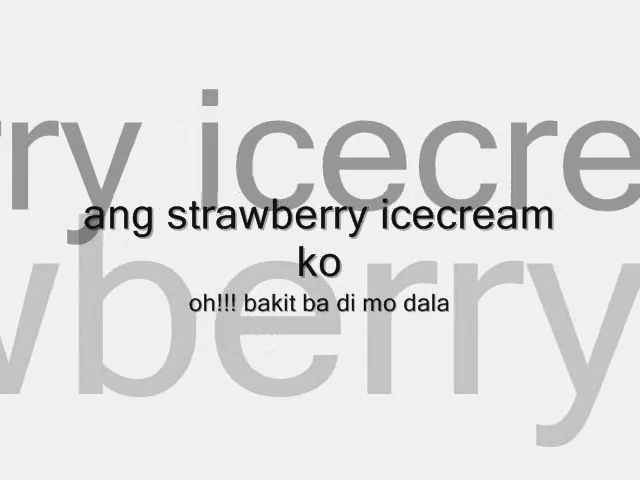 rry icecre
ang strawberry icecream
ko
oh!!! bakit ba di mo dala
wberry